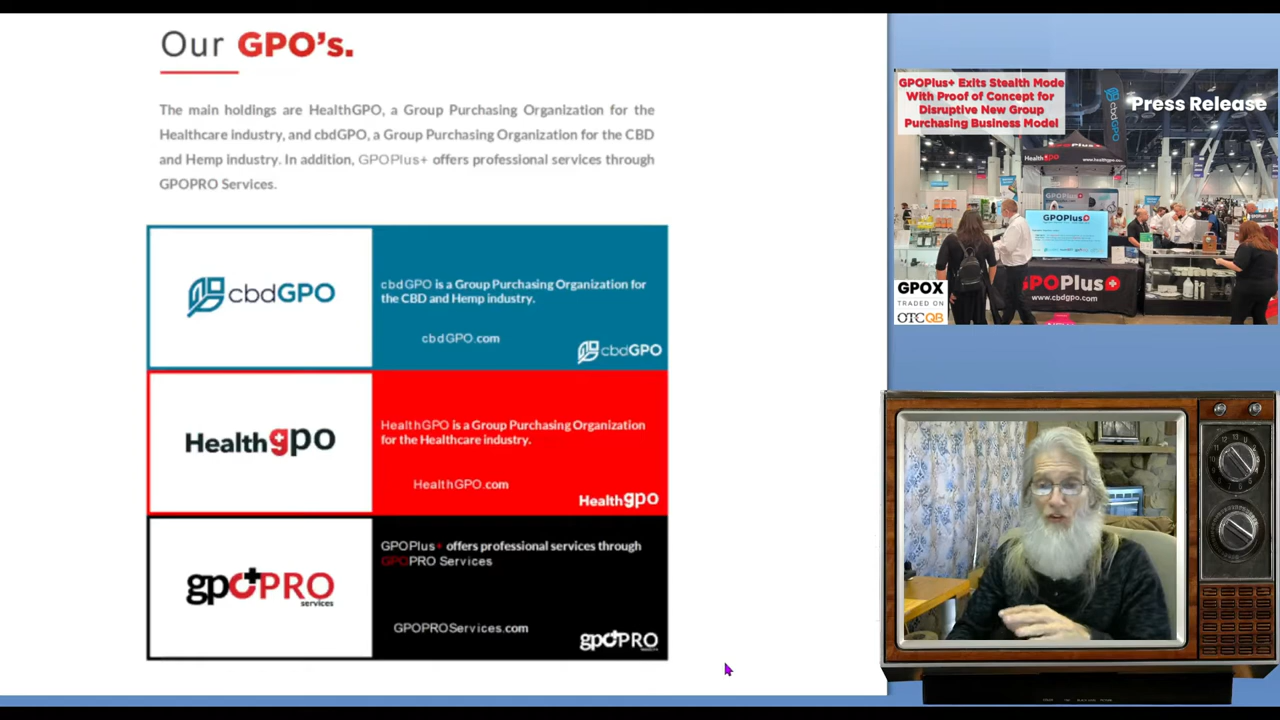 Our GPO's.
The main holdings are HealthGPO, a Group Purchasing Organization for the
Healthcare industry, and cbdGPO, a Group Purchasing Organization for the CBD
and Hemp industry. In addition, GPOPlus+ offers professional services through
GPOPRO Services.
cbdGPO
cbdGPO is a Group Purchasing Organization for
the CBD and Hemp industry.
cbdGPO.com
cbdGPO
Healthgpo
HealthGPO is a Group Purchasing Organization
for the Healthcare industry.
HealthGPO.com
Healthgpo
gpoPRO
services
GPOPlus+ offers professional services through
GPOPRO Services
GPOPROServices.com
gpoPRO
GPOPlus+ Exits Stealth Mode
With Proof of Concept for
Disruptive New Group
Purchasing Business Model
Press Release
cbdGPO
Healthgpo
GPOPlus
GPOPlus
www.cbdgpo.com
GPOX
TRADED ON
OTCQB